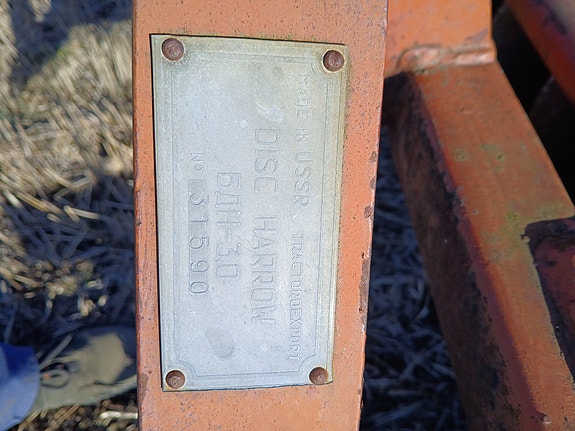 MADE IN USSR TRACTOROEXPORT
DISC HARROW
БДН-3.0
№ 31590